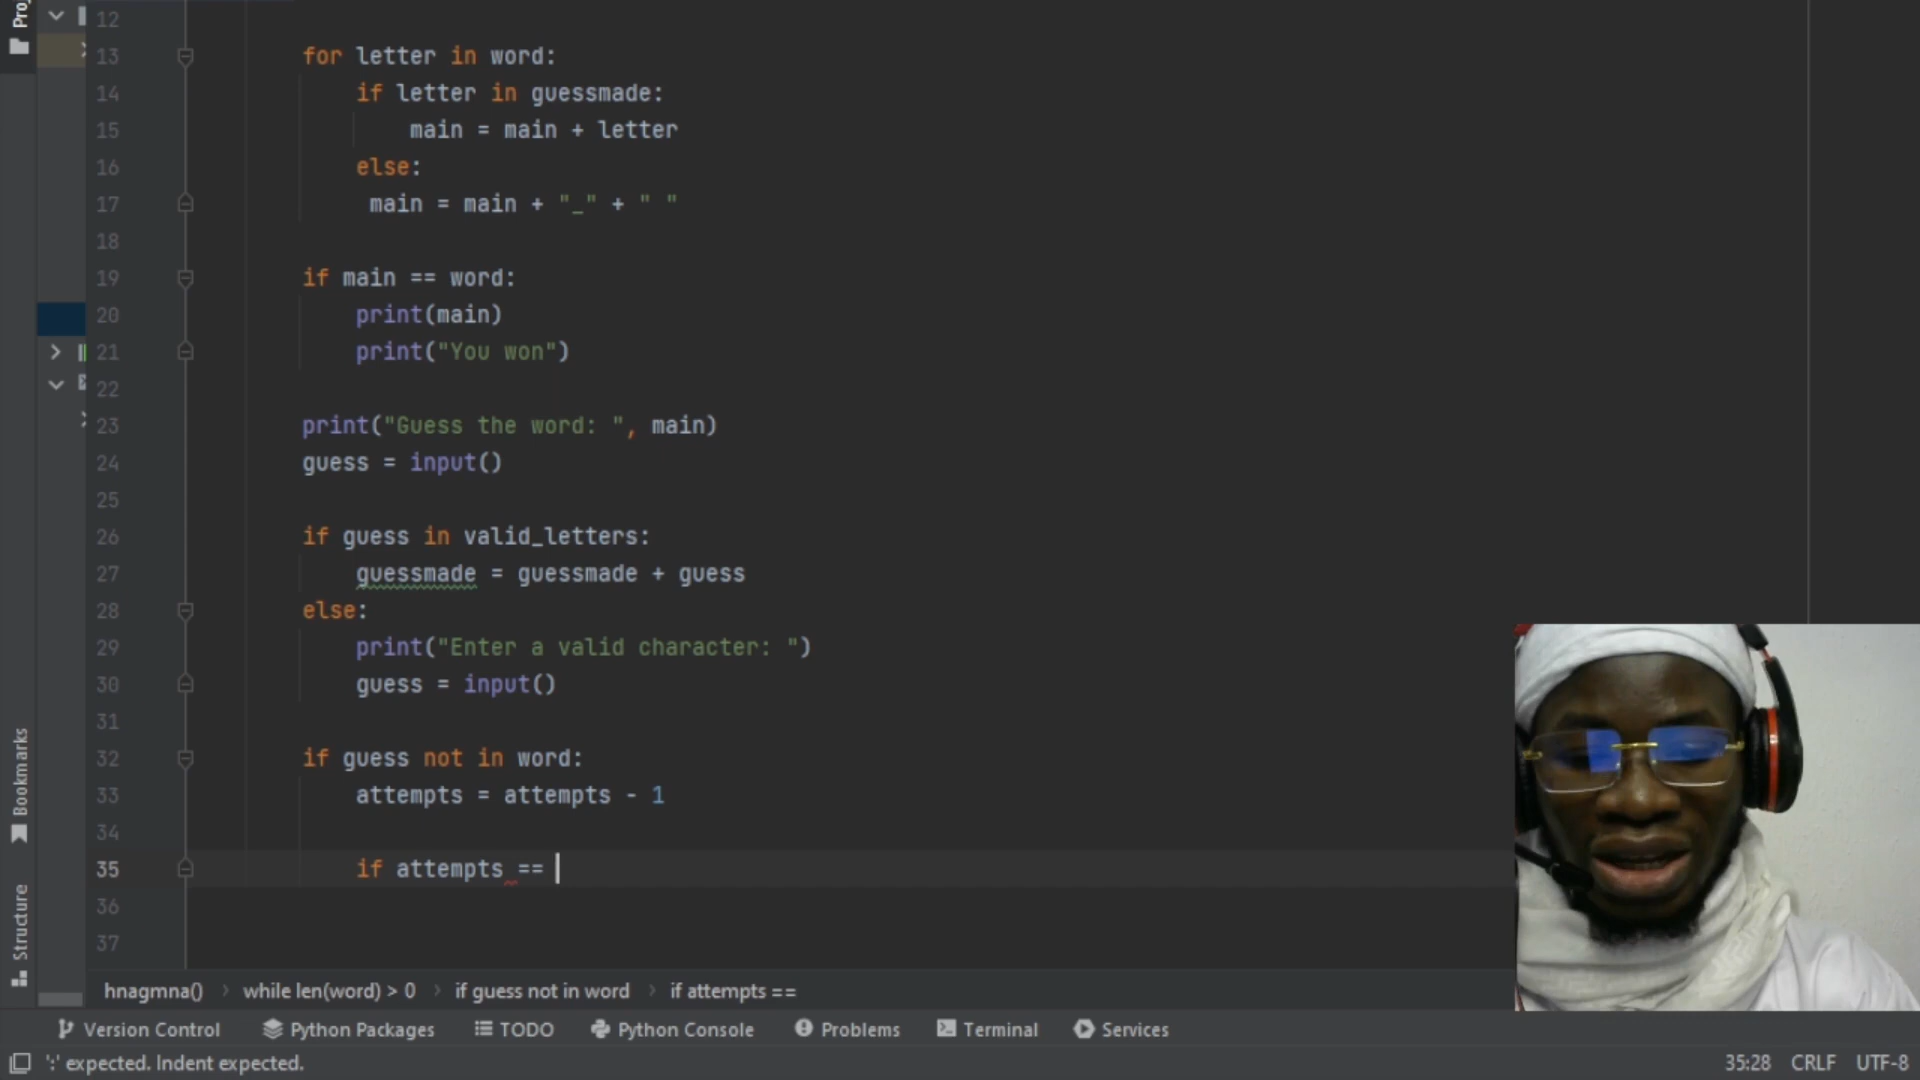 Pro
12
13 for letter in word:
14 if letter in guessmade:
15 main = main + letter
16 else:
17 main = main + "_" + " "
18
19 if main == word:
20 print(main)
21 print("You won")
22
23 print("Guess the word: ", main)
24 guess = input()
25
26 if guess in valid_letters:
27 guessmade = guessmade + guess
28 else:
29 print("Enter a valid character: ")
30 guess = input()
31
32 if guess not in word:
33 attempts = attempts - 1
34
35 if attempts ==
36
37
Bookmarks
Structure
hnagmna() > while len(word) > 0 > if guess not in word > if attempts ==
Version Control Python Packages TODO Python Console Problems Terminal Services
':' expected. Indent expected. 35:28 CRLF UTF-8